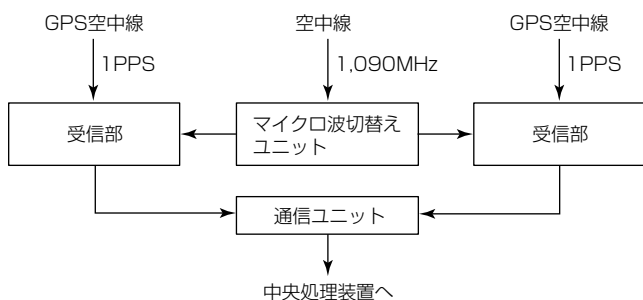 GPS空中線
空中線
GPS空中線
1PPS
1,090MHz
1PPS
受信部
マイクロ波切替え
ユニット
受信部
通信ユニット
中央処理装置へ